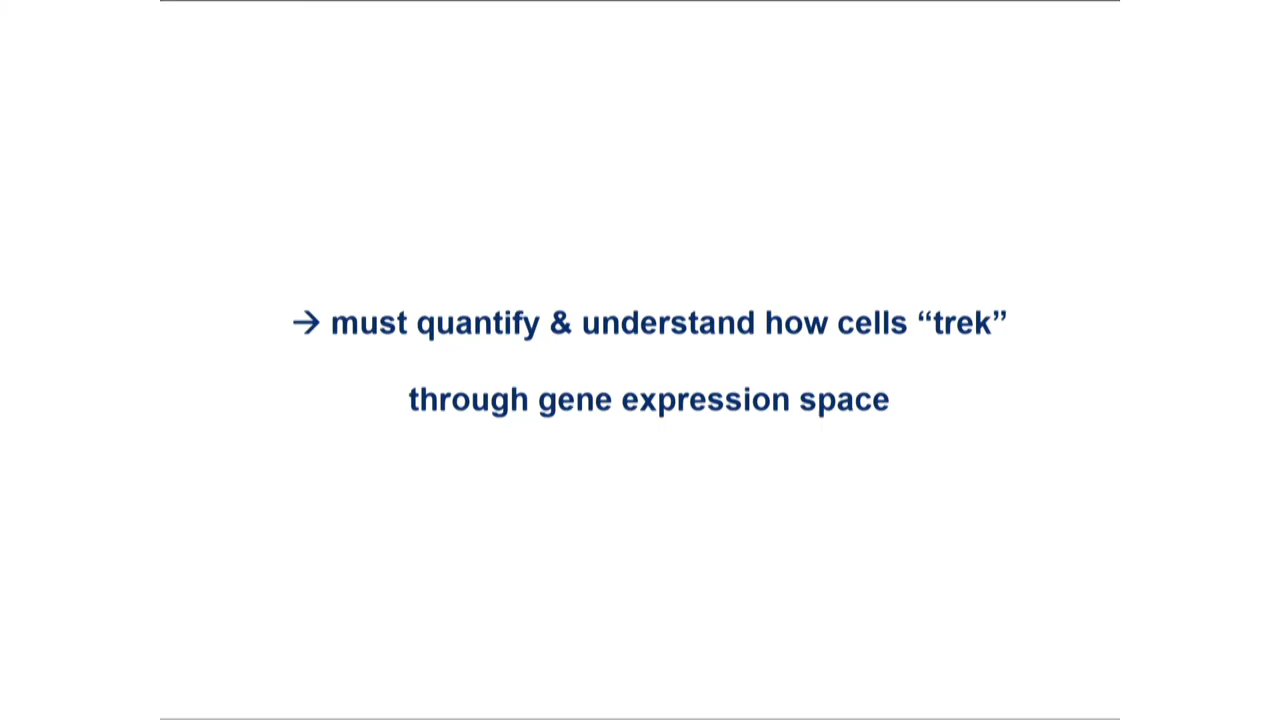 → must quantify & understand how cells “trek”
through gene expression space